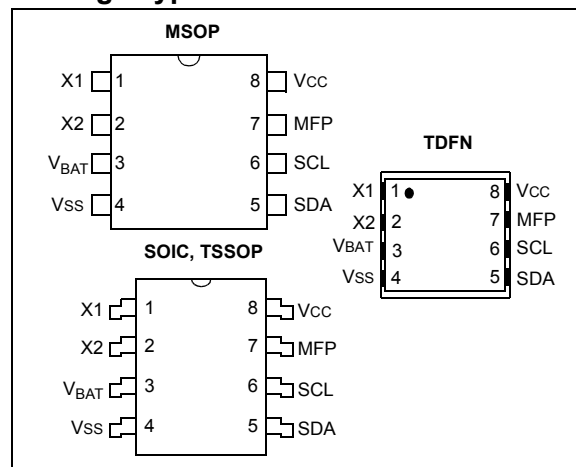 MSOP
X1 1 8 VCC
X2 2 7 MFP
VBAT 3 6 SCL
VSS 4 5 SDA
TDFN
X1 1 8 VCC
X2 2 7 MFP
VBAT 3 6 SCL
VSS 4 5 SDA
SOIC, TSSOP
X1 1 8 VCC
X2 2 7 MFP
VBAT 3 6 SCL
VSS 4 5 SDA